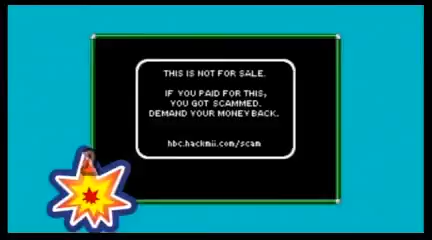 THIS IS NOT FOR SALE.
IF YOU PAID FOR THIS,
YOU GOT SCAMMED.
DEMAND YOUR MONEY BACK.
hbc.hackmii.com/scam